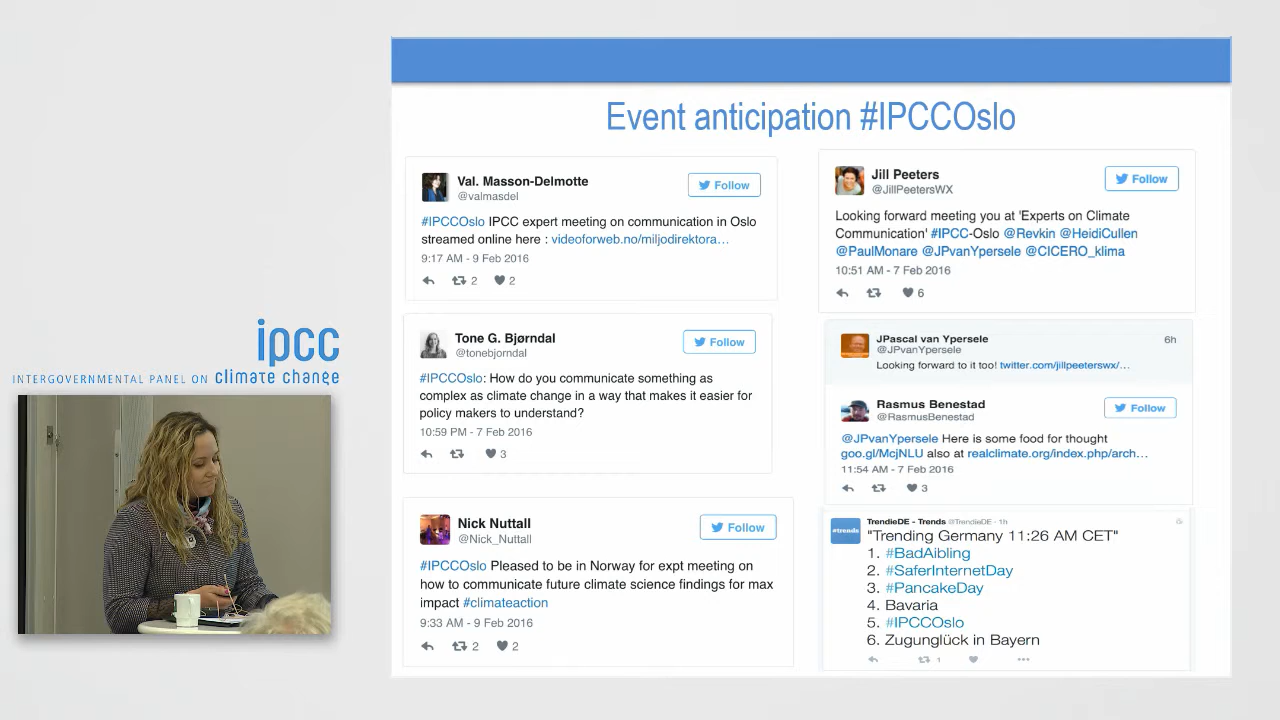 Event anticipation #IPCCOslo
Val. Masson-Delmotte
@valmasdel
Follow
#IPCCOslo IPCC expert meeting on communication in Oslo
streamed online here : videoforweb.no/miljodirektora…
9:17 AM - 9 Feb 2016
2
2
Tone G. Bjørndal
@tonebjorndal
Follow
#IPCCOslo: How do you communicate something as
complex as climate change in a way that makes it easier for
policy makers to understand?
10:59 PM - 7 Feb 2016
3
Nick Nuttall
@Nick_Nuttall
Follow
#IPCCOslo Pleased to be in Norway for expt meeting on
how to communicate future climate science findings for max
impact #climateaction
9:33 AM - 9 Feb 2016
2
2
Jill Peeters
@JillPeetersWX
Follow
Looking forward meeting you at 'Experts on Climate
Communication' #IPCC-Oslo @Revkin @HeidiCullen
@PaulMonare @JPvanYpersele @CICERO_klima
10:51 AM - 7 Feb 2016
6
JPascal van Ypersele
6h
@JPvanYpersele
Looking forward to it too! twitter.com/jillpeeterswx/…
Rasmus Benestad
@RasmusBenestad
Follow
@JPvanYpersele Here is some food for thought
goo.gl/McjNLU also at realclimate.org/index.php/arch…
11:54 AM - 7 Feb 2016
3
#trends
TrendieDE - Trends @TrendieDE · 1h
"Trending Germany 11:26 AM CET"
1. #BadAibling
2. #SaferInternetDay
3. #PancakeDay
4. Bavaria
5. #IPCCOslo
6. Zugunglück in Bayern
1
ipcc
INTERGOVERNMENTAL PANEL ON climate change